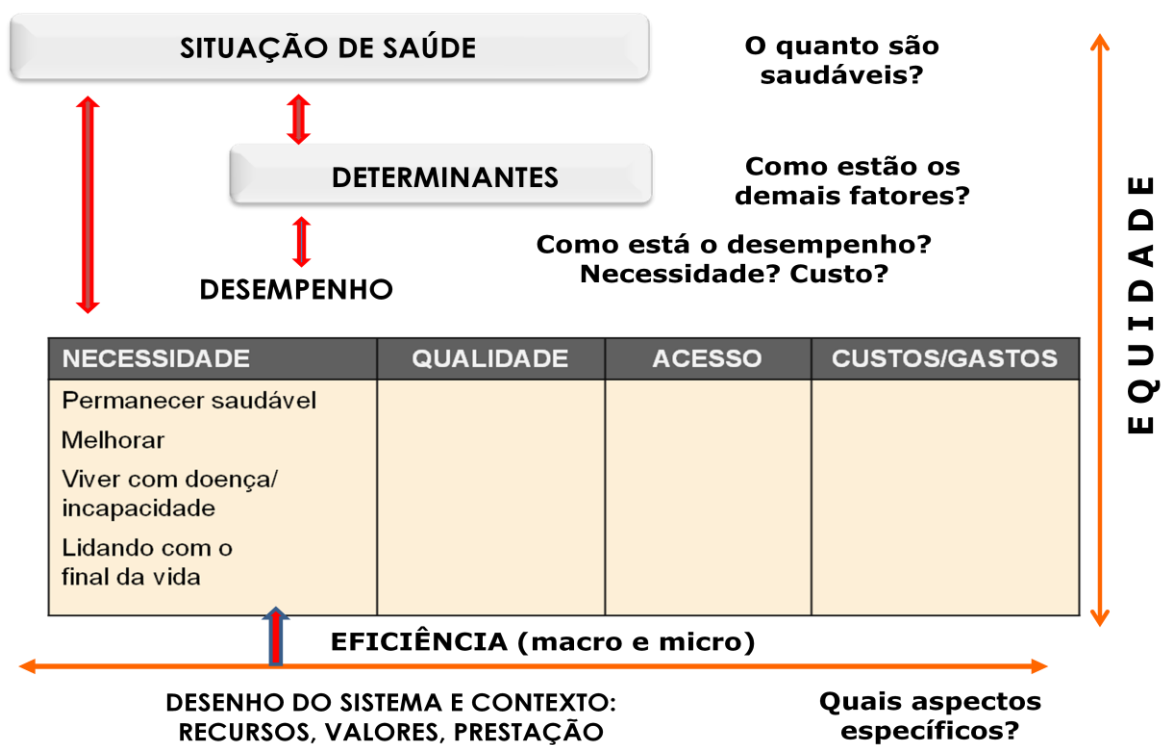 SITUAÇÃO DE SAÚDE
O quanto são
saudáveis?
DETERMINANTES
Como estão os
demais fatores?
Como está o desempenho?
Necessidade? Custo?
DESEMPENHO
NECESSIDADE QUALIDADE ACESSO CUSTOS/GASTOS
Permanecer saudável
Melhorar
Viver com doença/
incapacidade
Lidando com o
final da vida
EQUIDADE
EFICIÊNCIA (macro e micro)
DESENHO DO SISTEMA E CONTEXTO:
RECURSOS, VALORES, PRESTAÇÃO
Quais aspectos
específicos?